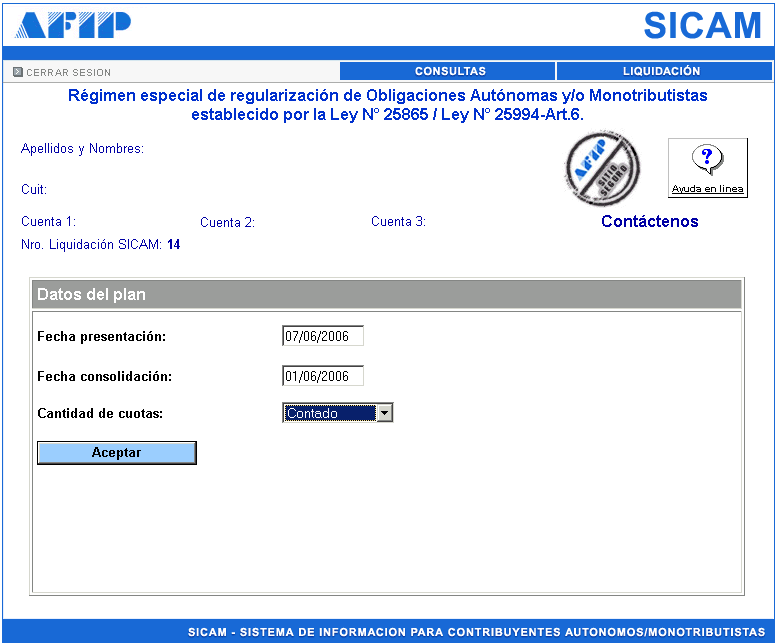 AFIP
SICAM
CERRAR SESION
CONSULTAS
LIQUIDACIÓN
Régimen especial de regularización de Obligaciones Autónomas y/o Monotributistas
establecido por la Ley N° 25865 / Ley N° 25994-Art.6.
Apellidos y Nombres:
AFIP
SITIO
SEGURO
?
Ayuda en linea
Cuit:
Cuenta 1:
Cuenta 2:
Cuenta 3:
Contáctenos
Nro. Liquidación SICAM: 14
Datos del plan
Fecha presentación:
07/06/2006
Fecha consolidación:
01/06/2006
Cantidad de cuotas:
Contado
Aceptar
SICAM - SISTEMA DE INFORMACION PARA CONTRIBUYENTES AUTONOMOS/MONOTRIBUTISTAS